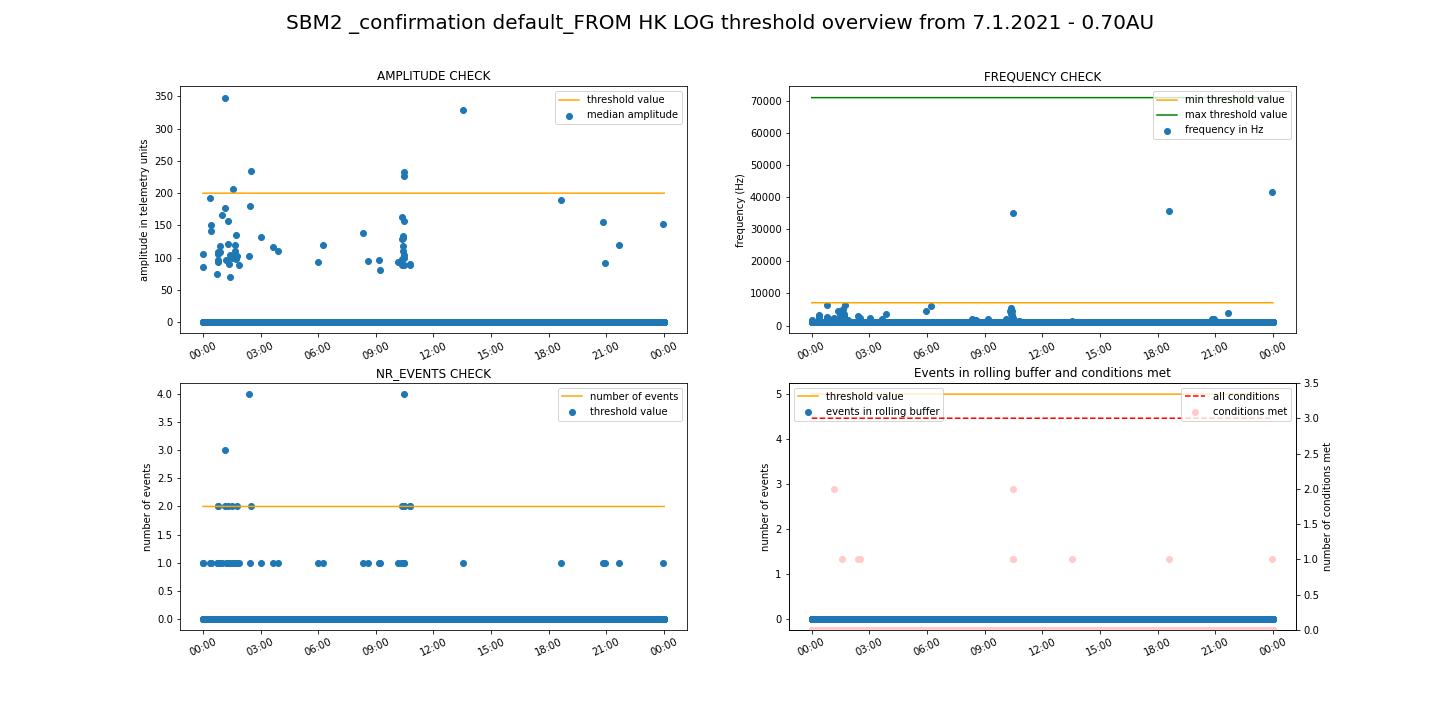 SBM2 _confirmation default_FROM HK LOG threshold overview from 7.1.2021 - 0.70AU
AMPLITUDE CHECK
amplitude in telemetry units
350
300
250
200
150
100
50
0
threshold value
median amplitude
00:00 03:00 06:00 09:00 12:00 15:00 18:00 21:00 00:00
FREQUENCY CHECK
frequency (Hz)
70000
60000
50000
40000
30000
20000
10000
0
min threshold value
max threshold value
frequency in Hz
00:00 03:00 06:00 09:00 12:00 15:00 18:00 21:00 00:00
NR_EVENTS CHECK
number of events
4.0
3.5
3.0
2.5
2.0
1.5
1.0
0.5
0.0
number of events
threshold value
00:00 03:00 06:00 09:00 12:00 15:00 18:00 21:00 00:00
Events in rolling buffer and conditions met
number of events
5
4
3
2
1
0
threshold value
events in rolling buffer
all conditions
conditions met
3.5
3.0
2.5
2.0
1.5
1.0
0.5
0.0
number of conditions met
00:00 03:00 06:00 09:00 12:00 15:00 18:00 21:00 00:00